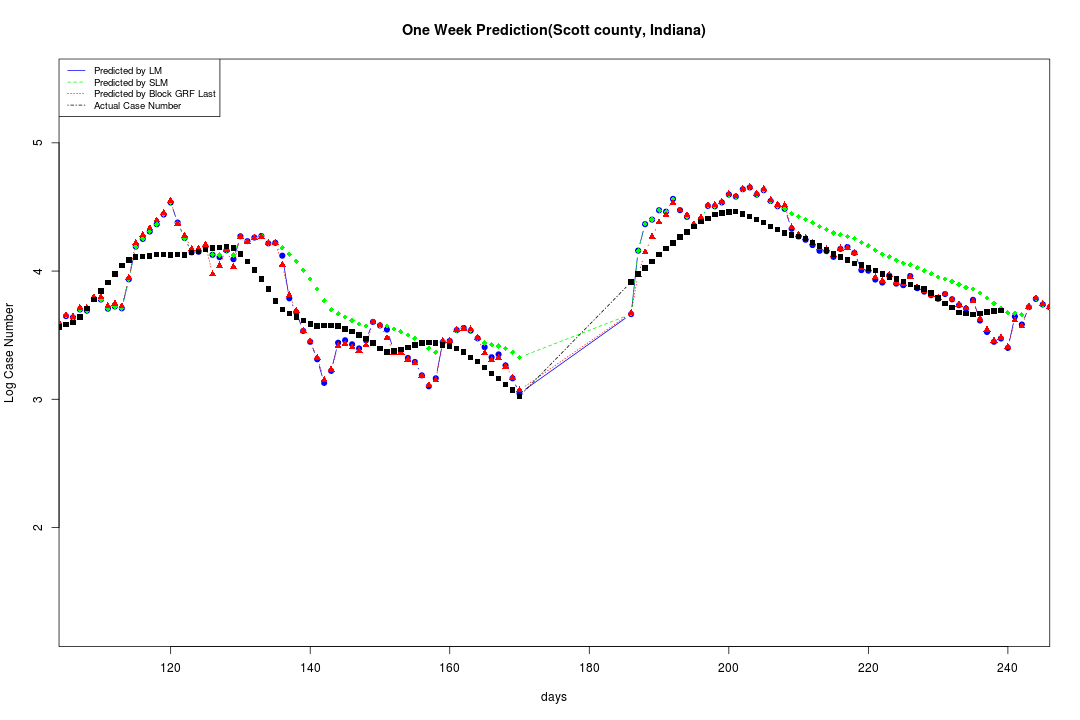 One Week Prediction(Scott county, Indiana)
Predicted by LM
Predicted by SLM
Predicted by Block GRF Last
Actual Case Number
5
4
3
2
Log Case Number
120 140 160 180 200 220 240
days